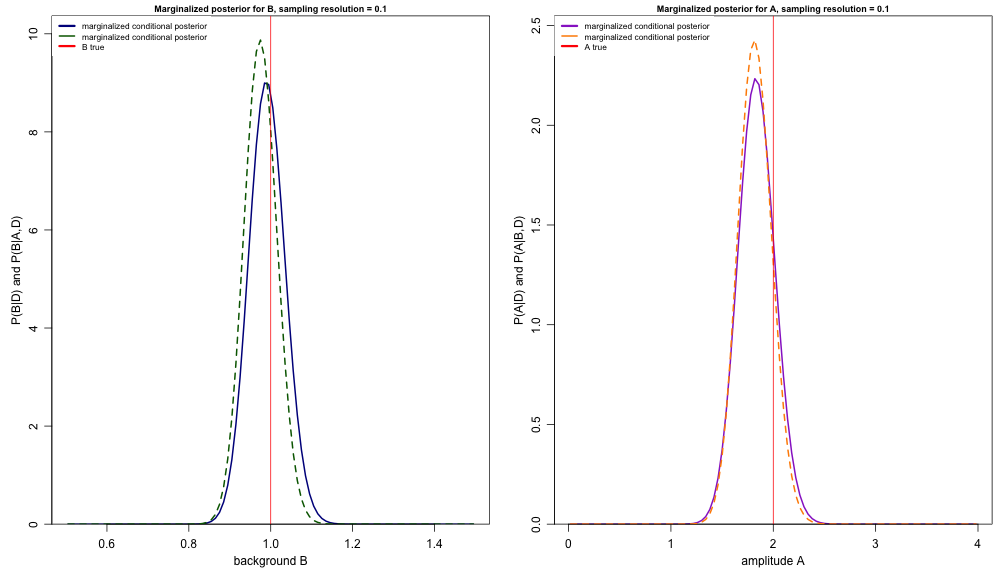 Marginalized posterior for B, sampling resolution = 0.1
marginalized conditional posterior
marginalized conditional posterior
B true
P(B|D) and P(B|A,D)
10
8
6
4
2
0
0.6 0.8 1.0 1.2 1.4
background B
Marginalized posterior for A, sampling resolution = 0.1
marginalized conditional posterior
marginalized conditional posterior
A true
P(A|D) and P(A|B,D)
2.5
2.0
1.5
1.0
0.5
0.0
0 1 2 3 4
amplitude A